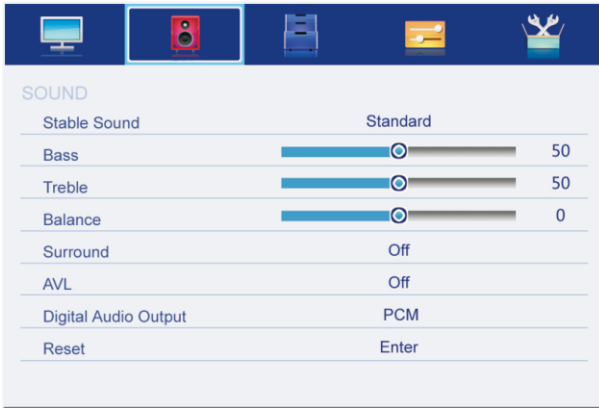 SOUND
Stable Sound Standard
Bass 50
Treble 50
Balance 0
Surround Off
AVL Off
Digital Audio Output PCM
Reset Enter